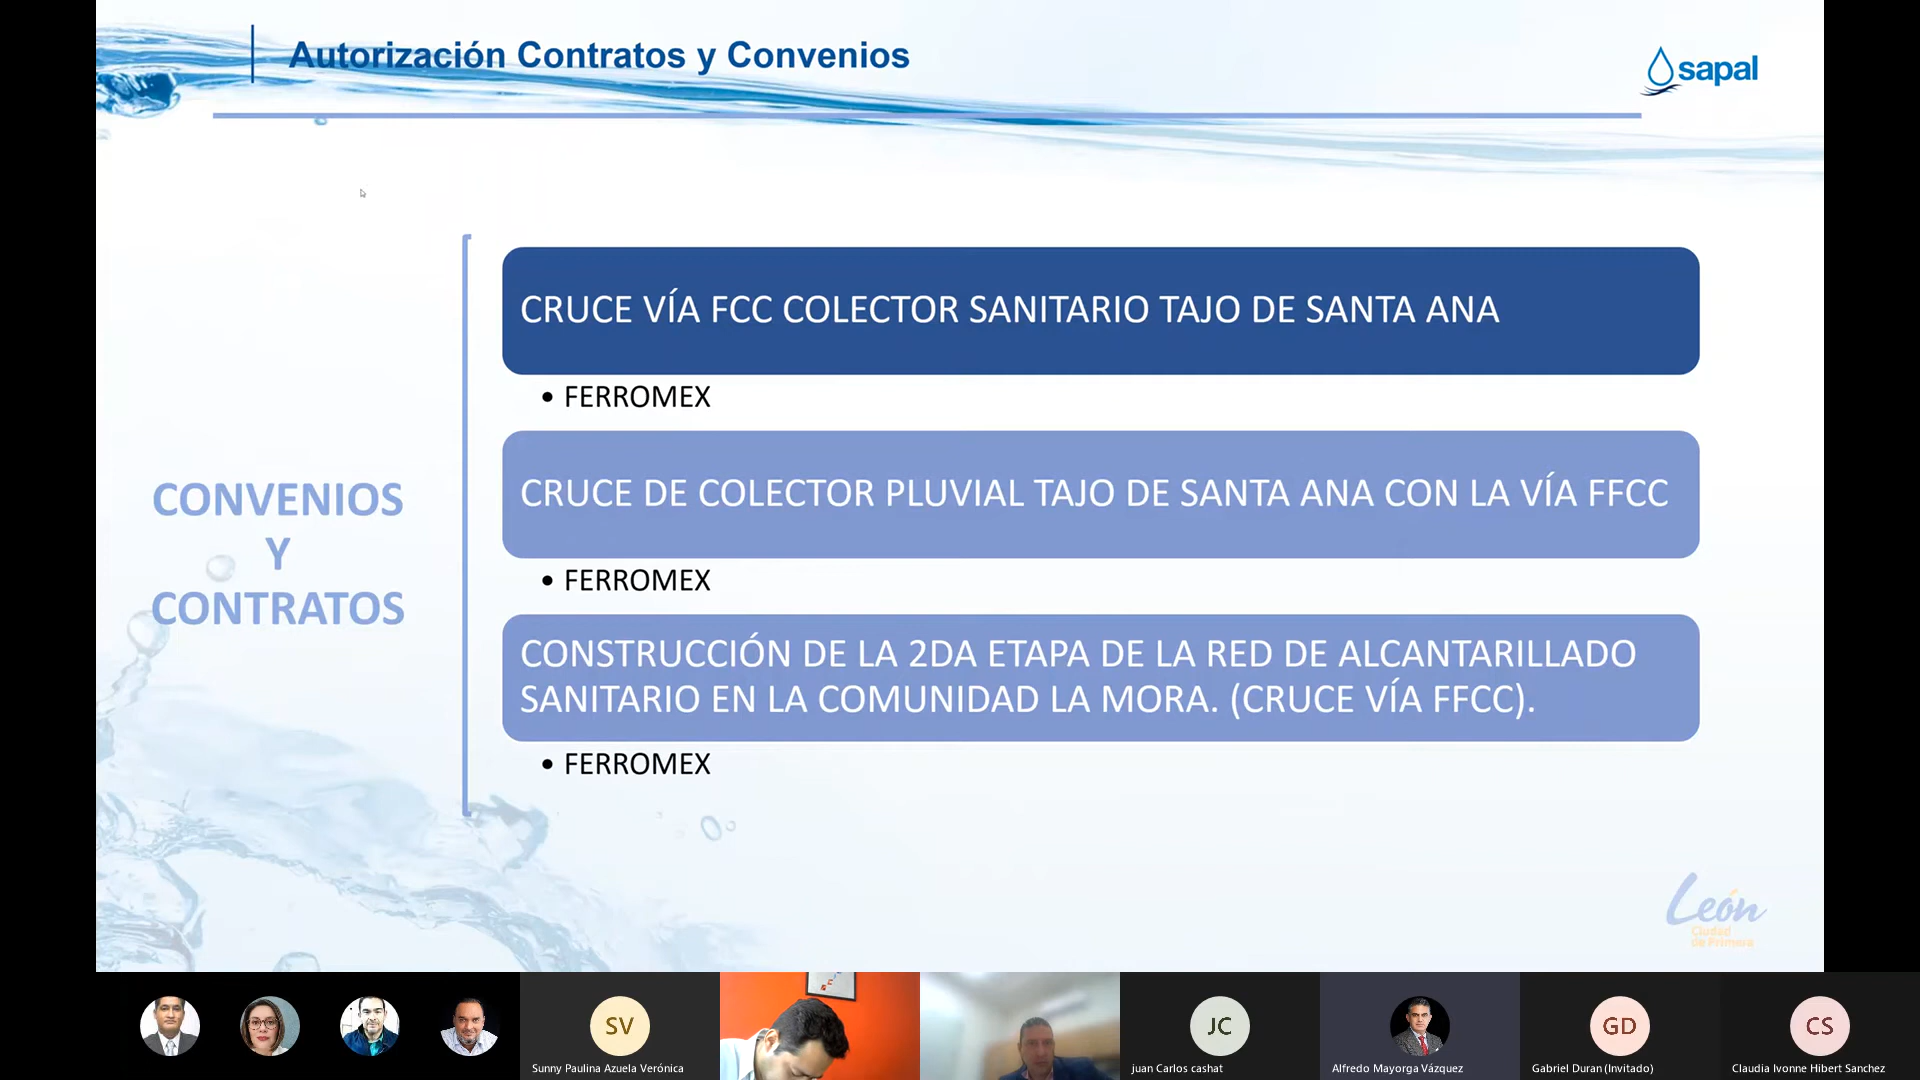 Autorización Contratos y Convenios
sapal
CONVENIOS
Y
CONTRATOS
CRUCE VÍA FCC COLECTOR SANITARIO TAJO DE SANTA ANA
• FERROMEX
CRUCE DE COLECTOR PLUVIAL TAJO DE SANTA ANA CON LA VÍA FFCC
• FERROMEX
CONSTRUCCIÓN DE LA 2DA ETAPA DE LA RED DE ALCANTARILLADO
SANITARIO EN LA COMUNIDAD LA MORA. (CRUCE VÍA FFCC).
• FERROMEX
León
Ciudad
de Primera
SV
Sunny Paulina Azuela Verónica
JC
juan Carlos cashat
Alfredo Mayorga Vázquez
GD
Gabriel Duran (Invitado)
CS
Claudia Ivonne Hibert Sanchez